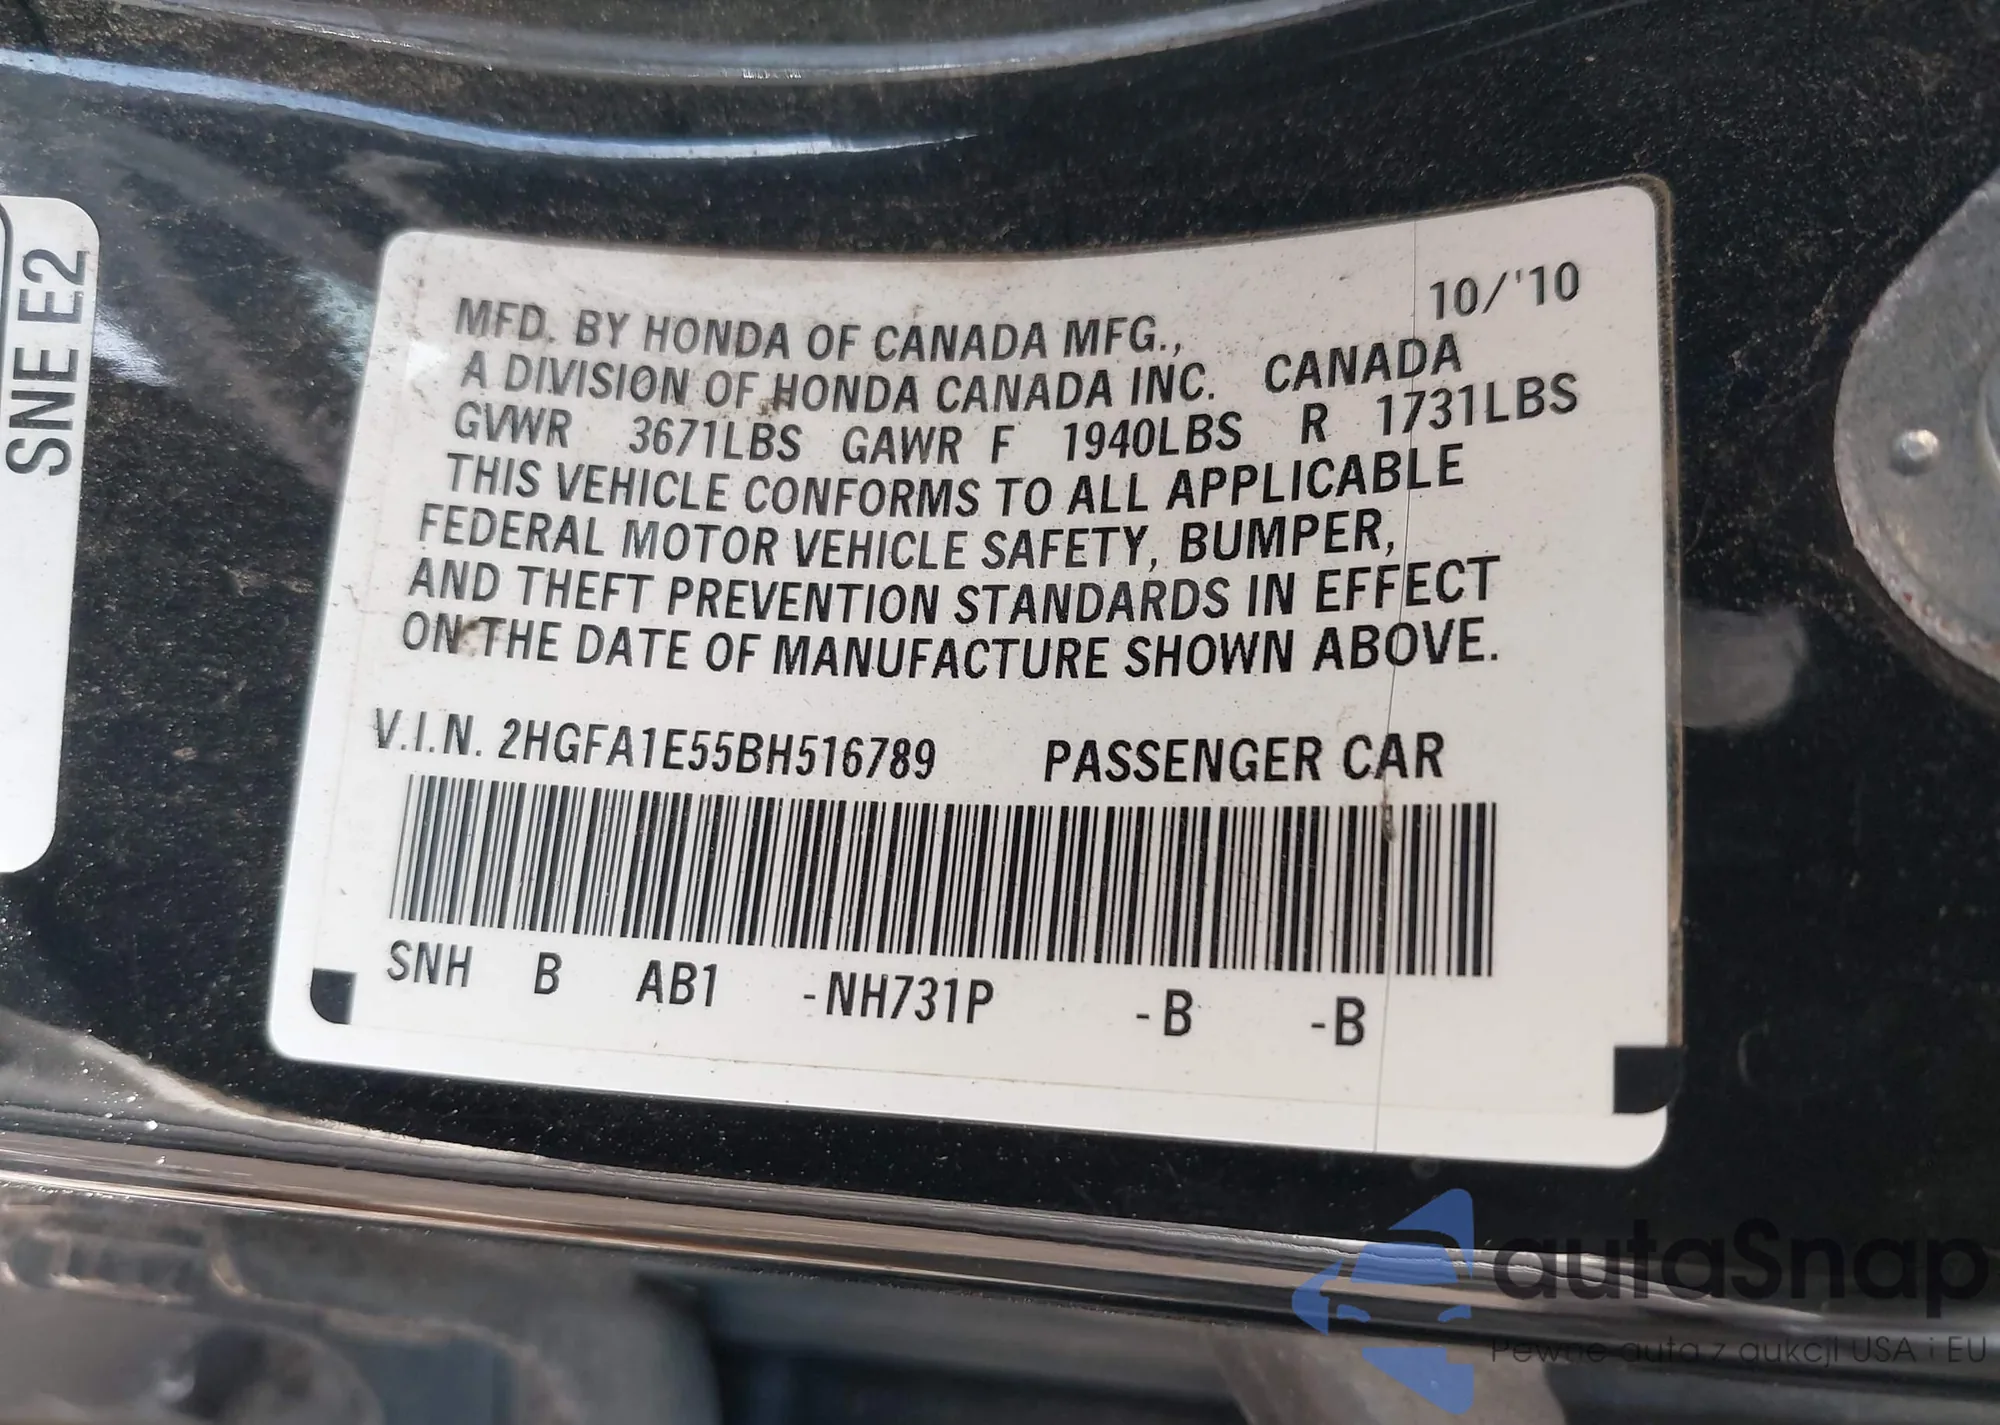 SNE E2
10/'10
MFD. BY HONDA OF CANADA MFG.,
A DIVISION OF HONDA CANADA INC. CANADA
GVWR 3671LBS GAWR F 1940LBS R 1731LBS
THIS VEHICLE CONFORMS TO ALL APPLICABLE
FEDERAL MOTOR VEHICLE SAFETY, BUMPER,
AND THEFT PREVENTION STANDARDS IN EFFECT
ON THE DATE OF MANUFACTURE SHOWN ABOVE.
V.I.N. 2HGFA1E55BH516789 PASSENGER CAR
SNH B AB1 -NH731P -B -B
autaSnap
Pewne auta z aukcji USA i EU